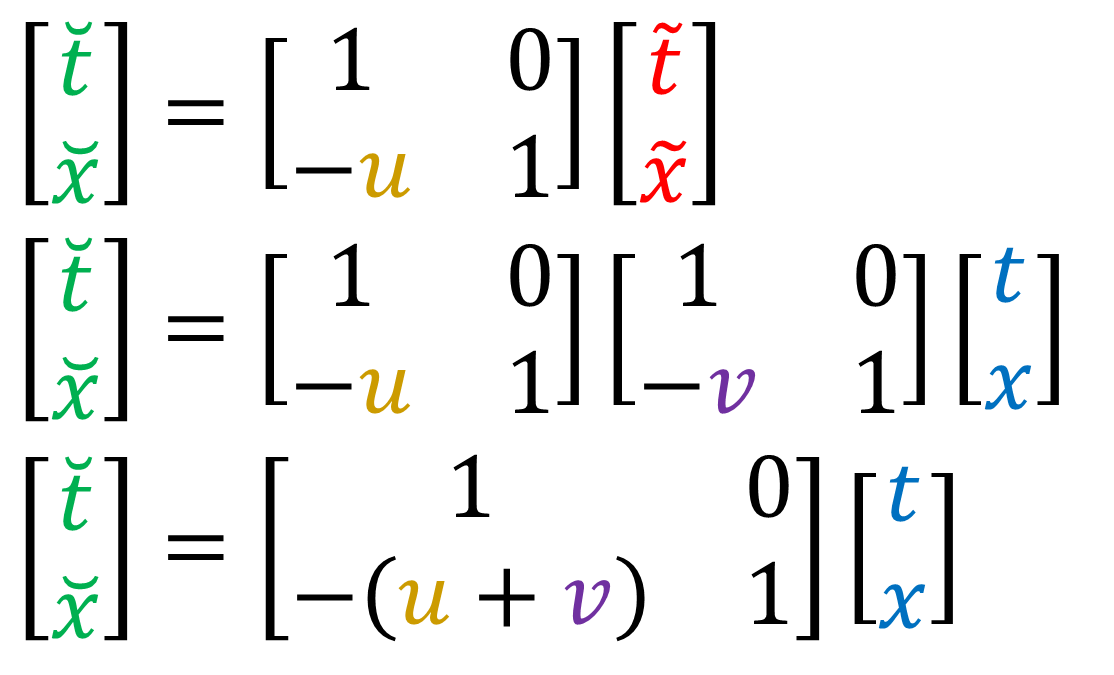 [t̆ x̆] = [1 0 −u 1] [t̃ x̃]
[t̆ x̆] = [1 0 −u 1] [1 0 −v 1] [t x]
[t̆ x̆] = [1 0 −(u + v) 1] [t x]